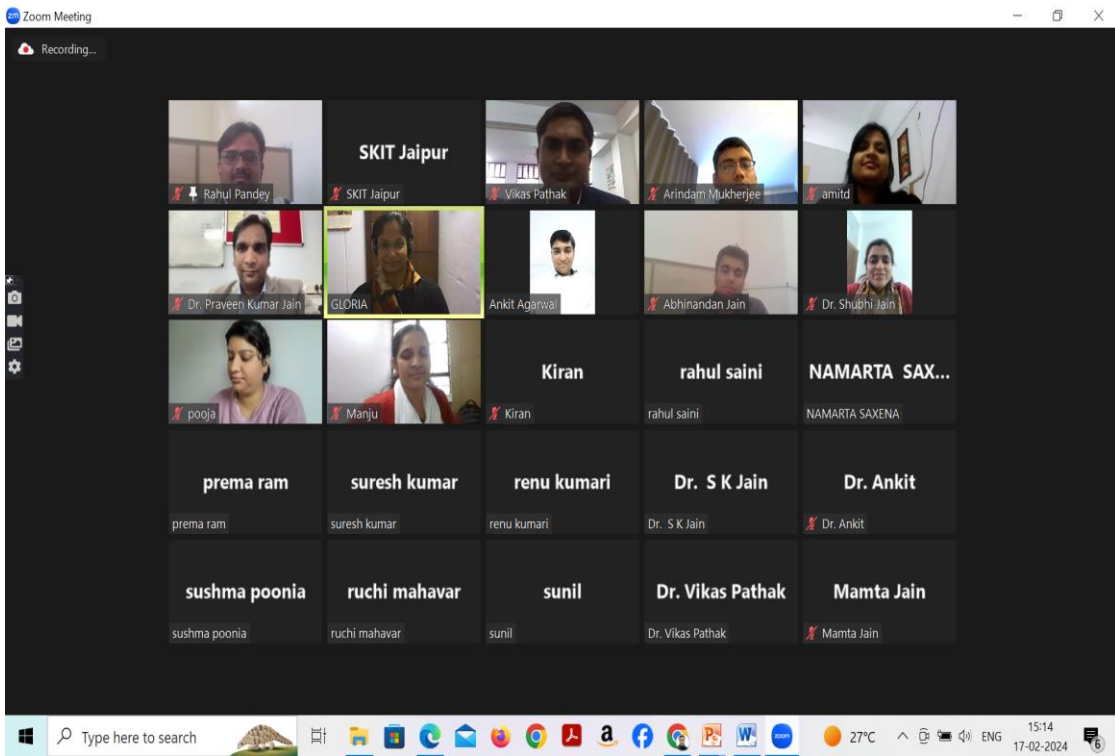 Zoom Meeting
Recording...
Rahul Pandey
SKIT Jaipur
SKIT Jaipur
Vikas Pathak
Arindam Mukherjee
amitd
Dr. Praveen Kumar Jain
GLORIA
Ankit Agarwal
Abhinandan Jain
Dr. Shubhi Jain
pooja
Manju
Kiran
Kiran
rahul saini
rahul saini
NAMARTA SAX...
NAMARTA SAXENA
prema ram
prema ram
suresh kumar
suresh kumar
renu kumari
renu kumari
Dr. S K Jain
Dr. S K Jain
Dr. Ankit
Dr. Ankit
sushma poonia
sushma poonia
ruchi mahavar
ruchi mahavar
sunil
sunil
Dr. Vikas Pathak
Dr. Vikas Pathak
Mamta Jain
Mamta Jain
Type here to search
27°C
ENG
15:14
17-02-2024
6